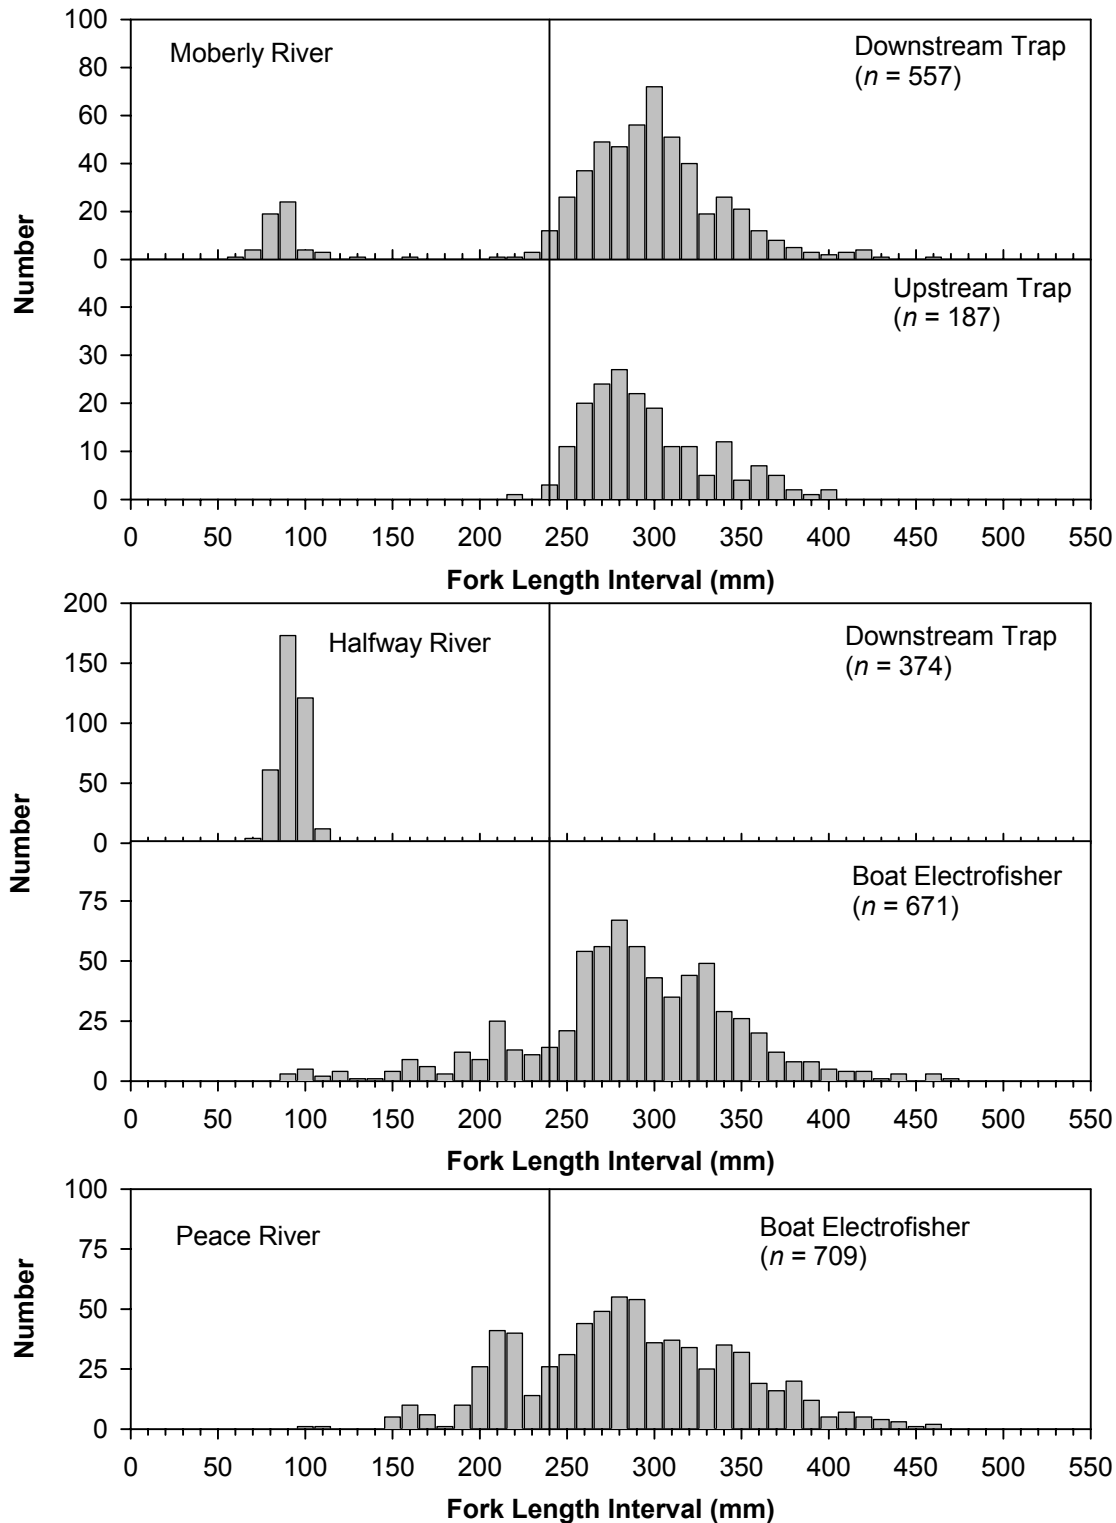 100
80
60
40
20
0
Moberly River
Downstream Trap
(n = 557)
Number
40
30
20
10
0
Upstream Trap
(n = 187)
0 50 100 150 200 250 300 350 400 450 500 550
Fork Length Interval (mm)
200
150
100
50
0
Halfway River
Downstream Trap
(n = 374)
Number
75
50
25
0
Boat Electrofisher
(n = 671)
0 50 100 150 200 250 300 350 400 450 500 550
Fork Length Interval (mm)
100
75
50
25
0
Peace River
Boat Electrofisher
(n = 709)
Number
0 50 100 150 200 250 300 350 400 450 500 550
Fork Length Interval (mm)